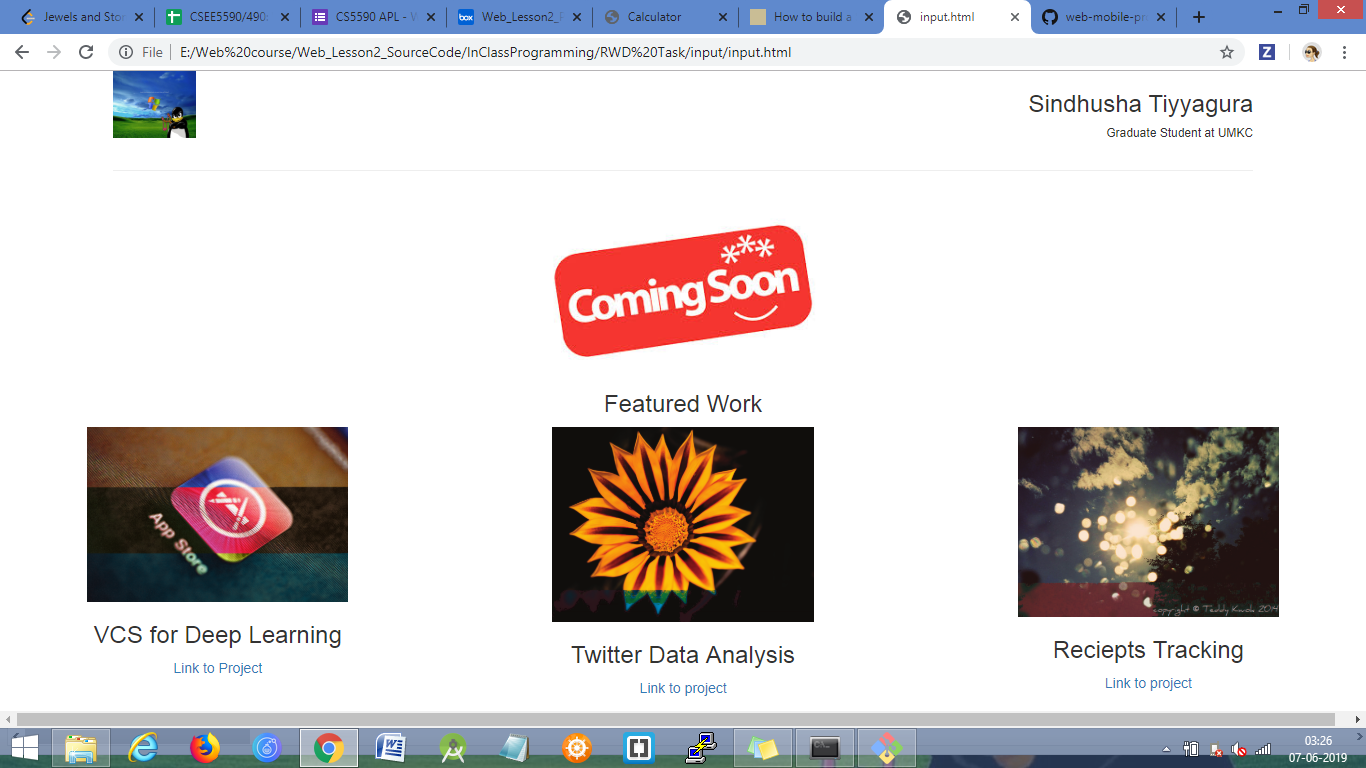 Jewels and Sto
CSEE5590/490
CS5590 APL - W
box
Web_Lesson2_P
Calculator
How to build a
input.html
web-mobile-pr
File
E:/Web%20course/Web_Lesson2_SourceCode/InClassProgramming/RWD%20Task/input/input.html
Z
Sindhusha Tiyyagura
Graduate Student at UMKC
Coming Soon
***
Featured Work
App Store
copyright © Teddy Kwok 2014
VCS for Deep Learning
Link to Project
Twitter Data Analysis
Link to project
Reciepts Tracking
Link to project
03:26
07-06-2019